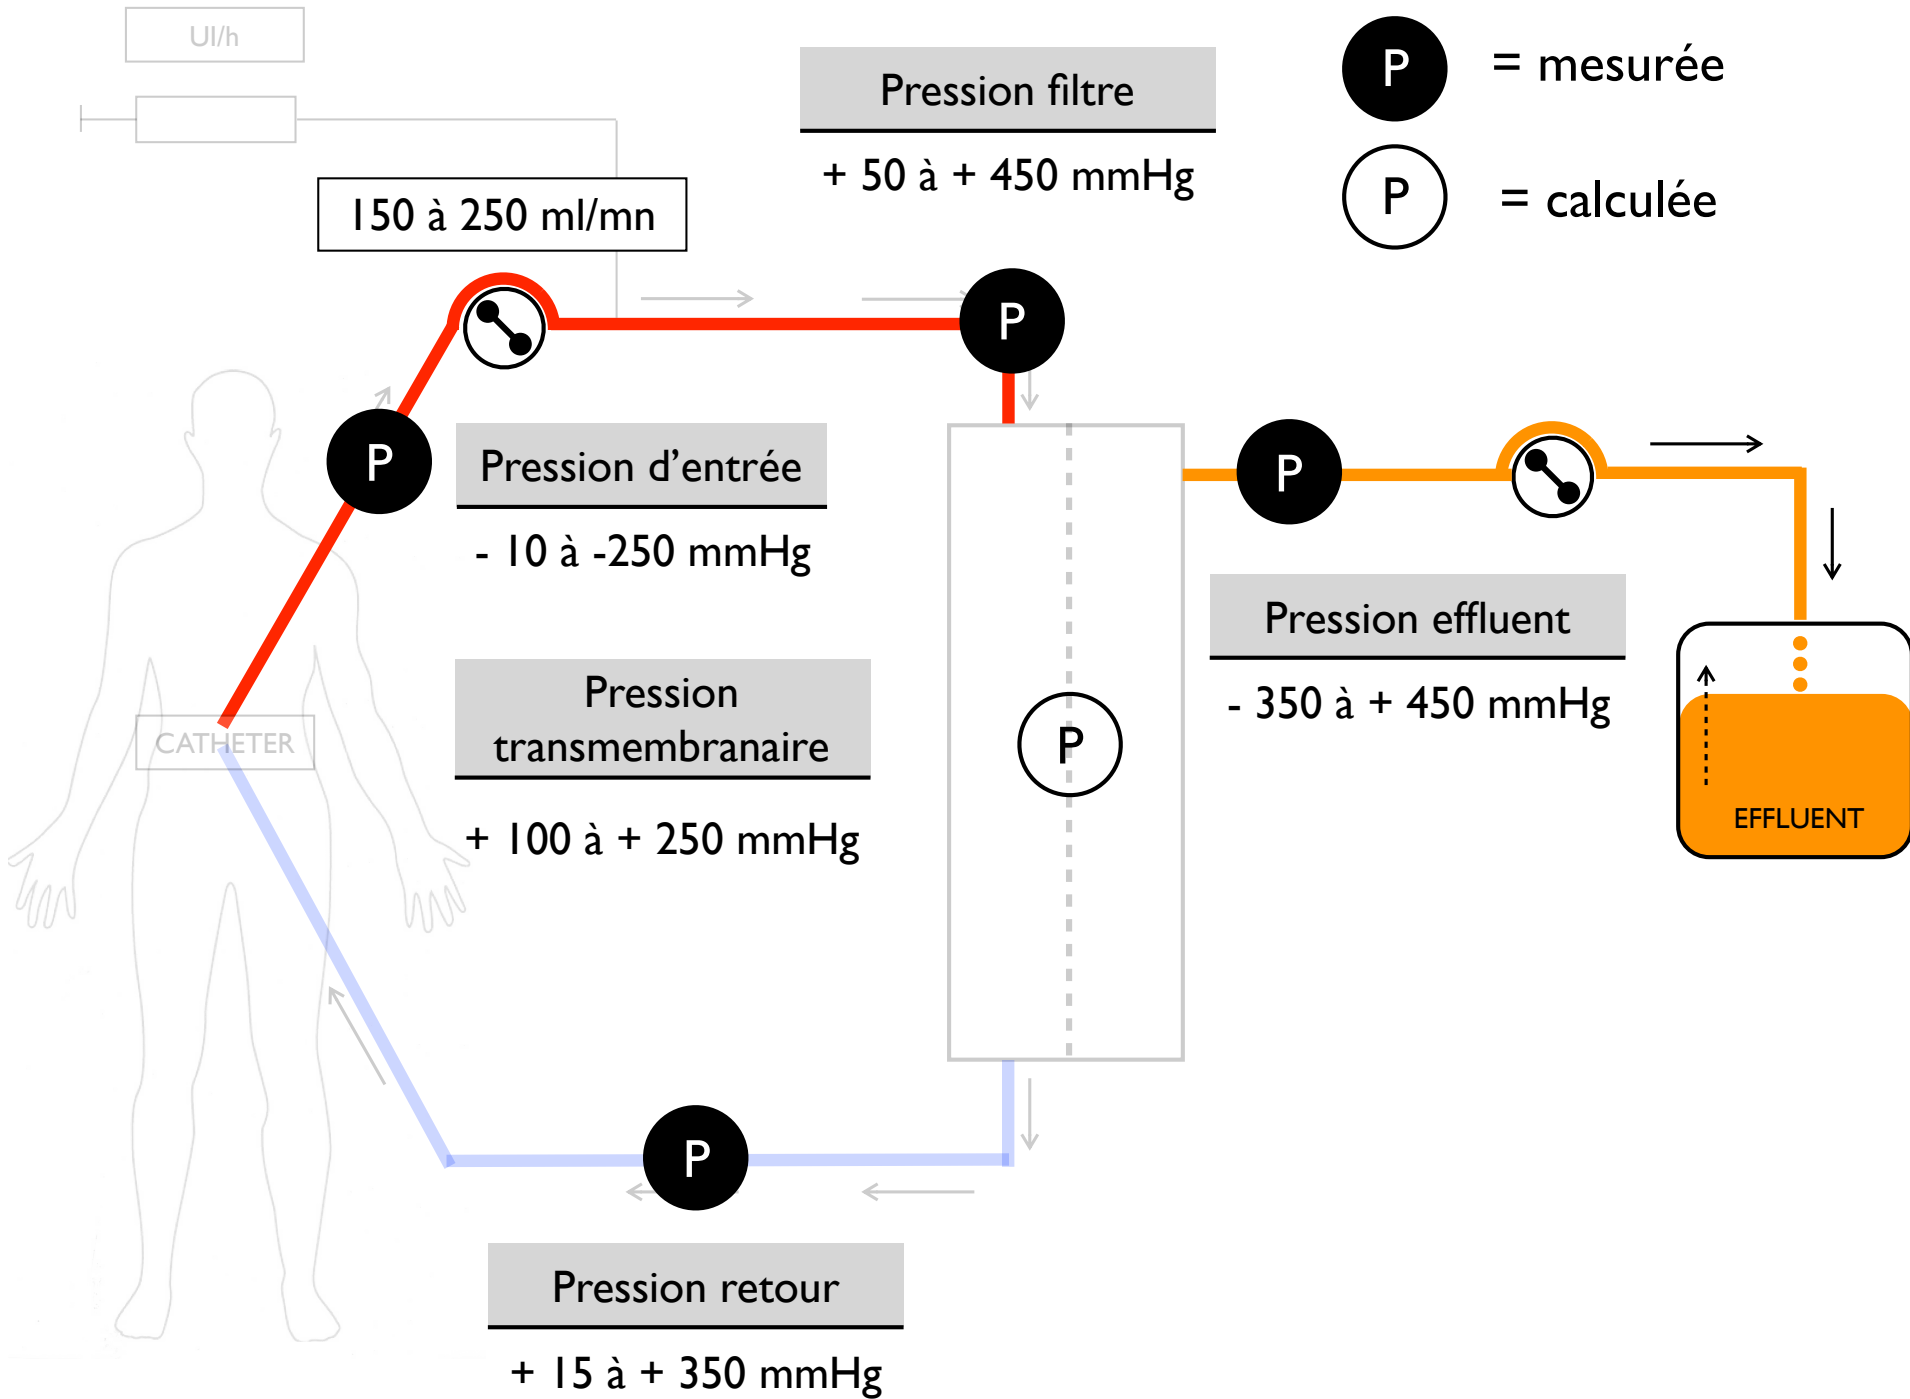 UI/h
Pression filtre
+ 50 à + 450 mmHg
P
= mesurée
P
= calculée
150 à 250 ml/mn
P
P
Pression d’entrée
- 10 à -250 mmHg
P
Pression effluent
- 350 à + 450 mmHg
Pression
transmembranaire
+ 100 à + 250 mmHg
CATHETER
P
EFFLUENT
P
Pression retour
+ 15 à + 350 mmHg